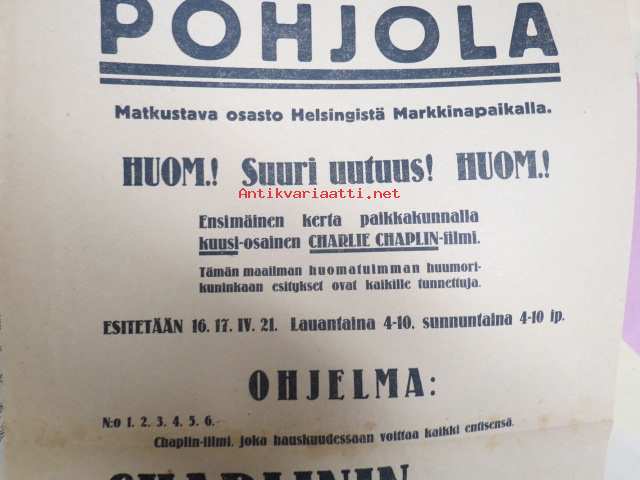 POHJOLA
Matkustava osasto Helsingistä Markkinapaikalla.
HUOM.! Suuri uutuus! HUOM.!
Antikvariaatti.net
Ensimäinen kerta paikkakunnalla
kuusi-osainen CHARLIE CHAPLIN-filmi.
Tämän maailman huomatuimman huumori-
kuninkaan esitykset ovat kaikille tunnettuja.
ESITETÄÄN 16. 17. IV. 21. Lauantaina 4-10, sunnuntaina 4-10 ip.
OHJELMA:
N:o 1. 2. 3. 4. 5. 6.
Chaplin-filmi, joka hauskuudessaan voittaa kaikki entisensä.
CHAPLININ